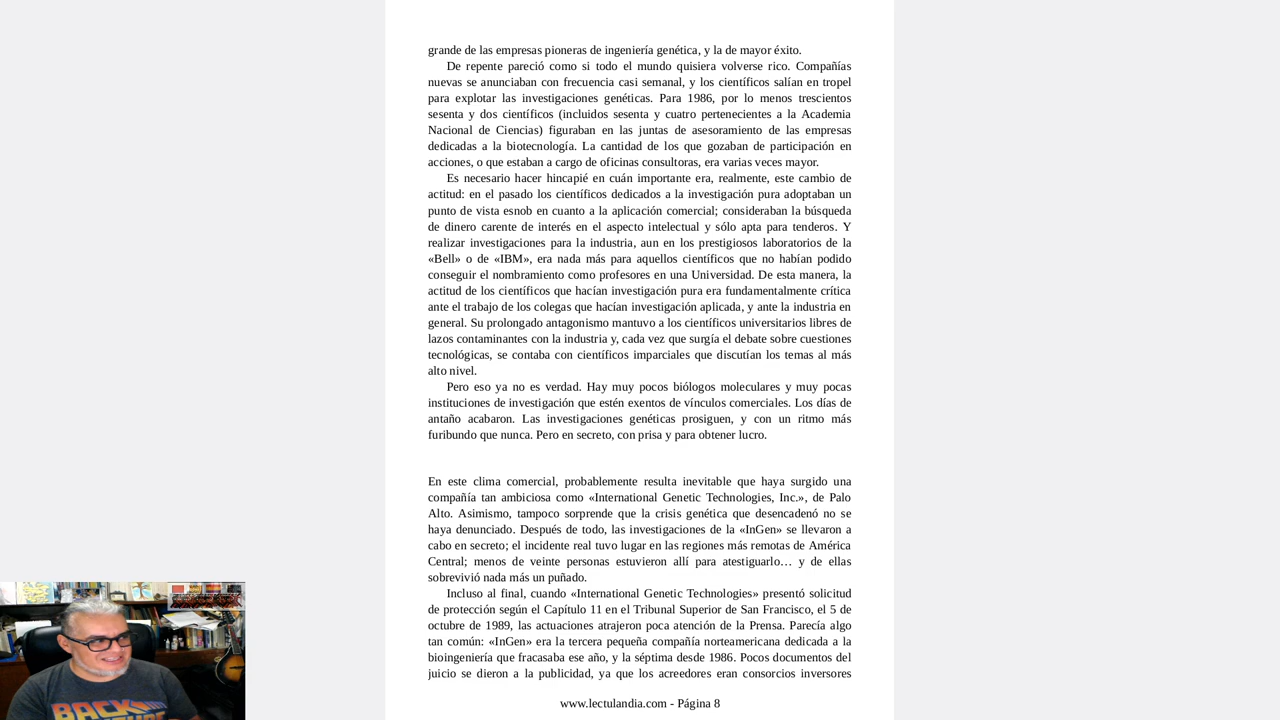 grande de las empresas pioneras de ingeniería genética, y la de mayor éxito.
De repente pareció como si todo el mundo quisiera volverse rico. Compañías
nuevas se anunciaban con frecuencia casi semanal, y los científicos salían en tropel
para explotar las investigaciones genéticas. Para 1986, por lo menos trescientos
sesenta y dos científicos (incluidos sesenta y cuatro pertenecientes a la Academia
Nacional de Ciencias) figuraban en las juntas de asesoramiento de las empresas
dedicadas a la biotecnología. La cantidad de los que gozaban de participación en
acciones, o que estaban a cargo de oficinas consultoras, era varias veces mayor.
Es necesario hacer hincapié en cuán importante era, realmente, este cambio de
actitud: en el pasado los científicos dedicados a la investigación pura adoptaban un
punto de vista esnob en cuanto a la aplicación comercial; consideraban la búsqueda
de dinero carente de interés en el aspecto intelectual y sólo apta para tenderos. Y
realizar investigaciones para la industria, aun en los prestigiosos laboratorios de la
«Bell» o de «IBM», era nada más para aquellos científicos que no habían podido
conseguir el nombramiento como profesores en una Universidad. De esta manera, la
actitud de los científicos que hacían investigación pura era fundamentalmente crítica
ante el trabajo de los colegas que hacían investigación aplicada, y ante la industria en
general. Su prolongado antagonismo mantuvo a los científicos universitarios libres de
lazos contaminantes con la industria y, cada vez que surgía el debate sobre cuestiones
tecnológicas, se contaba con científicos imparciales que discutían los temas al más
alto nivel.
Pero eso ya no es verdad. Hay muy pocos biólogos moleculares y muy pocas
instituciones de investigación que estén exentos de vínculos comerciales. Los días de
antaño acabaron. Las investigaciones genéticas prosiguen, y con un ritmo más
furibundo que nunca. Pero en secreto, con prisa y para obtener lucro.
En este clima comercial, probablemente resulta inevitable que haya surgido una
compañía tan ambiciosa como «International Genetic Technologies, Inc.», de Palo
Alto. Asimismo, tampoco sorprende que la crisis genética que desencadenó no se
haya denunciado. Después de todo, las investigaciones de la «InGen» se llevaron a
cabo en secreto; el incidente real tuvo lugar en las regiones más remotas de América
Central; menos de veinte personas estuvieron allí para atestiguarlo… y de ellas
sobrevivió nada más un puñado.
Incluso al final, cuando «International Genetic Technologies» presentó solicitud
de protección según el Capítulo 11 en el Tribunal Superior de San Francisco, el 5 de
octubre de 1989, las actuaciones atrajeron poca atención de la Prensa. Parecía algo
tan común: «InGen» era la tercera pequeña compañía norteamericana dedicada a la
bioingeniería que fracasaba ese año, y la séptima desde 1986. Pocos documentos del
juicio se dieron a la publicidad, ya que los acreedores eran consorcios inversores
www.lectulandia.com - Página 8
BACK